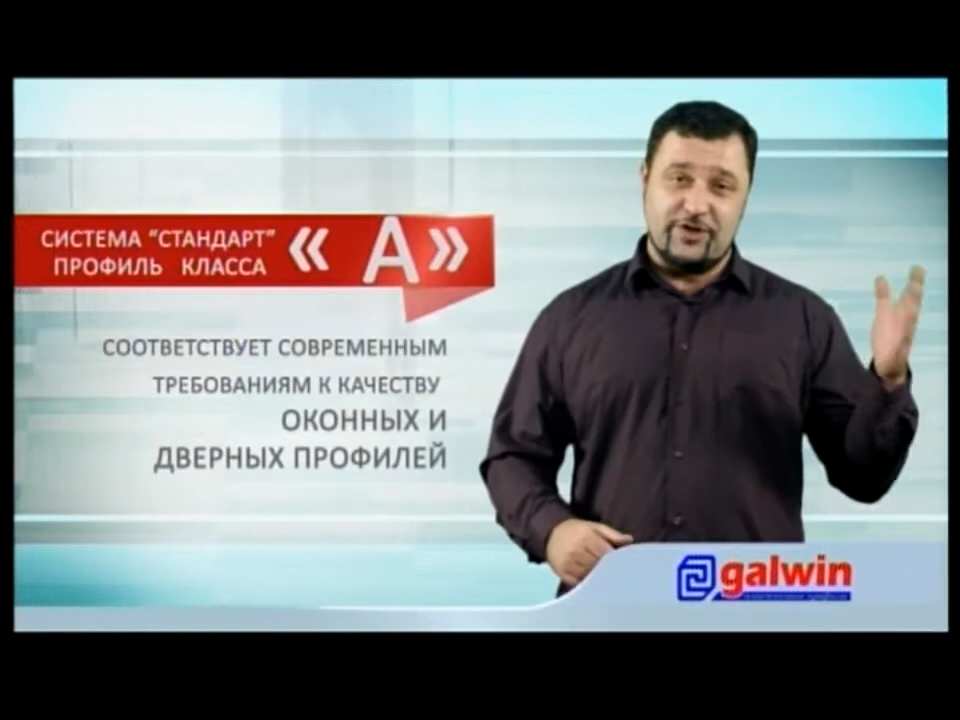 СИСТЕМА “СТАНДАРТ”
ПРОФИЛЬ КЛАССА
« А»
СООТВЕТСТВУЕТ СОВРЕМЕННЫМ
ТРЕБОВАНИЯМ К КАЧЕСТВУ
ОКОННЫХ И
ДВЕРНЫХ ПРОФИЛЕЙ
galwin